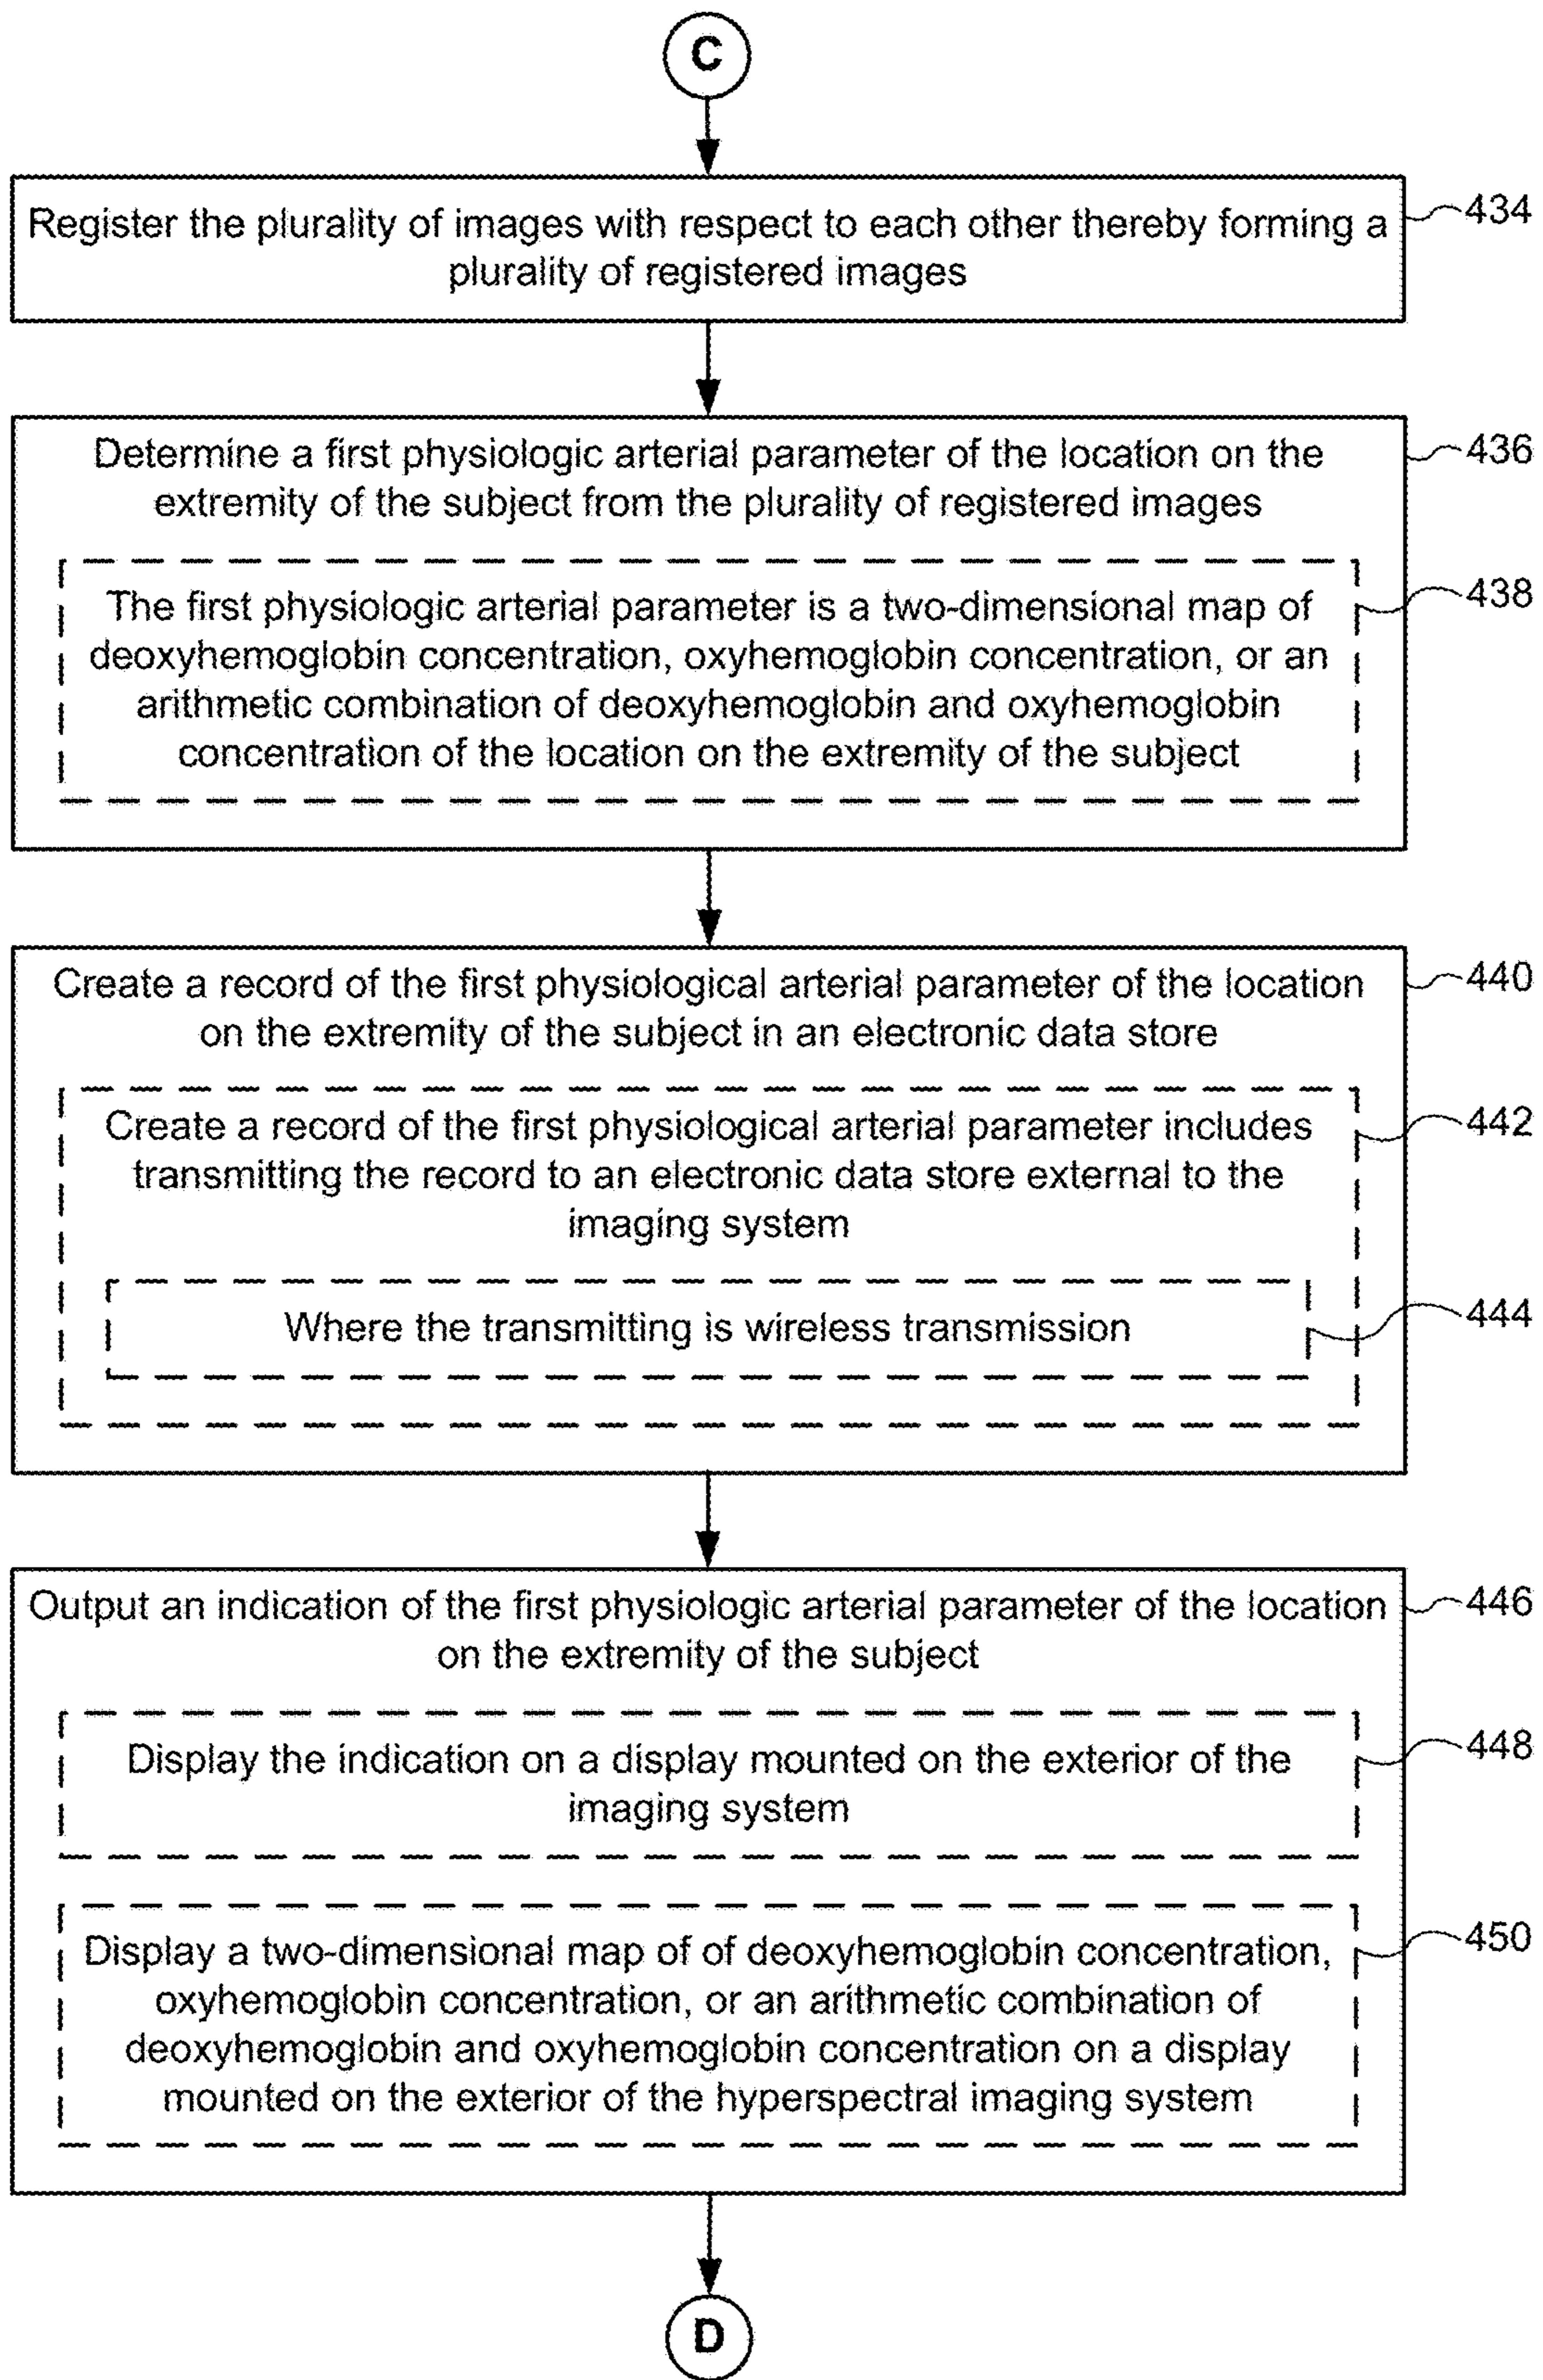 C
Register the plurality of images with respect to each other thereby forming a
plurality of registered images
434
Determine a first physiologic arterial parameter of the location on the
extremity of the subject from the plurality of registered images
436
The first physiologic arterial parameter is a two-dimensional map of
deoxyhemoglobin concentration, oxyhemoglobin concentration, or an
arithmetic combination of deoxyhemoglobin and oxyhemoglobin
concentration of the location on the extremity of the subject
438
Create a record of the first physiological arterial parameter of the location
on the extremity of the subject in an electronic data store
440
Create a record of the first physiological arterial parameter includes
transmitting the record to an electronic data store external to the
imaging system
442
Where the transmitting is wireless transmission
444
Output an indication of the first physiologic arterial parameter of the location
on the extremity of the subject
446
Display the indication on a display mounted on the exterior of the
imaging system
448
Display a two-dimensional map of of deoxyhemoglobin concentration,
oxyhemoglobin concentration, or an arithmetic combination of
deoxyhemoglobin and oxyhemoglobin concentration on a display
mounted on the exterior of the hyperspectral imaging system
450
D